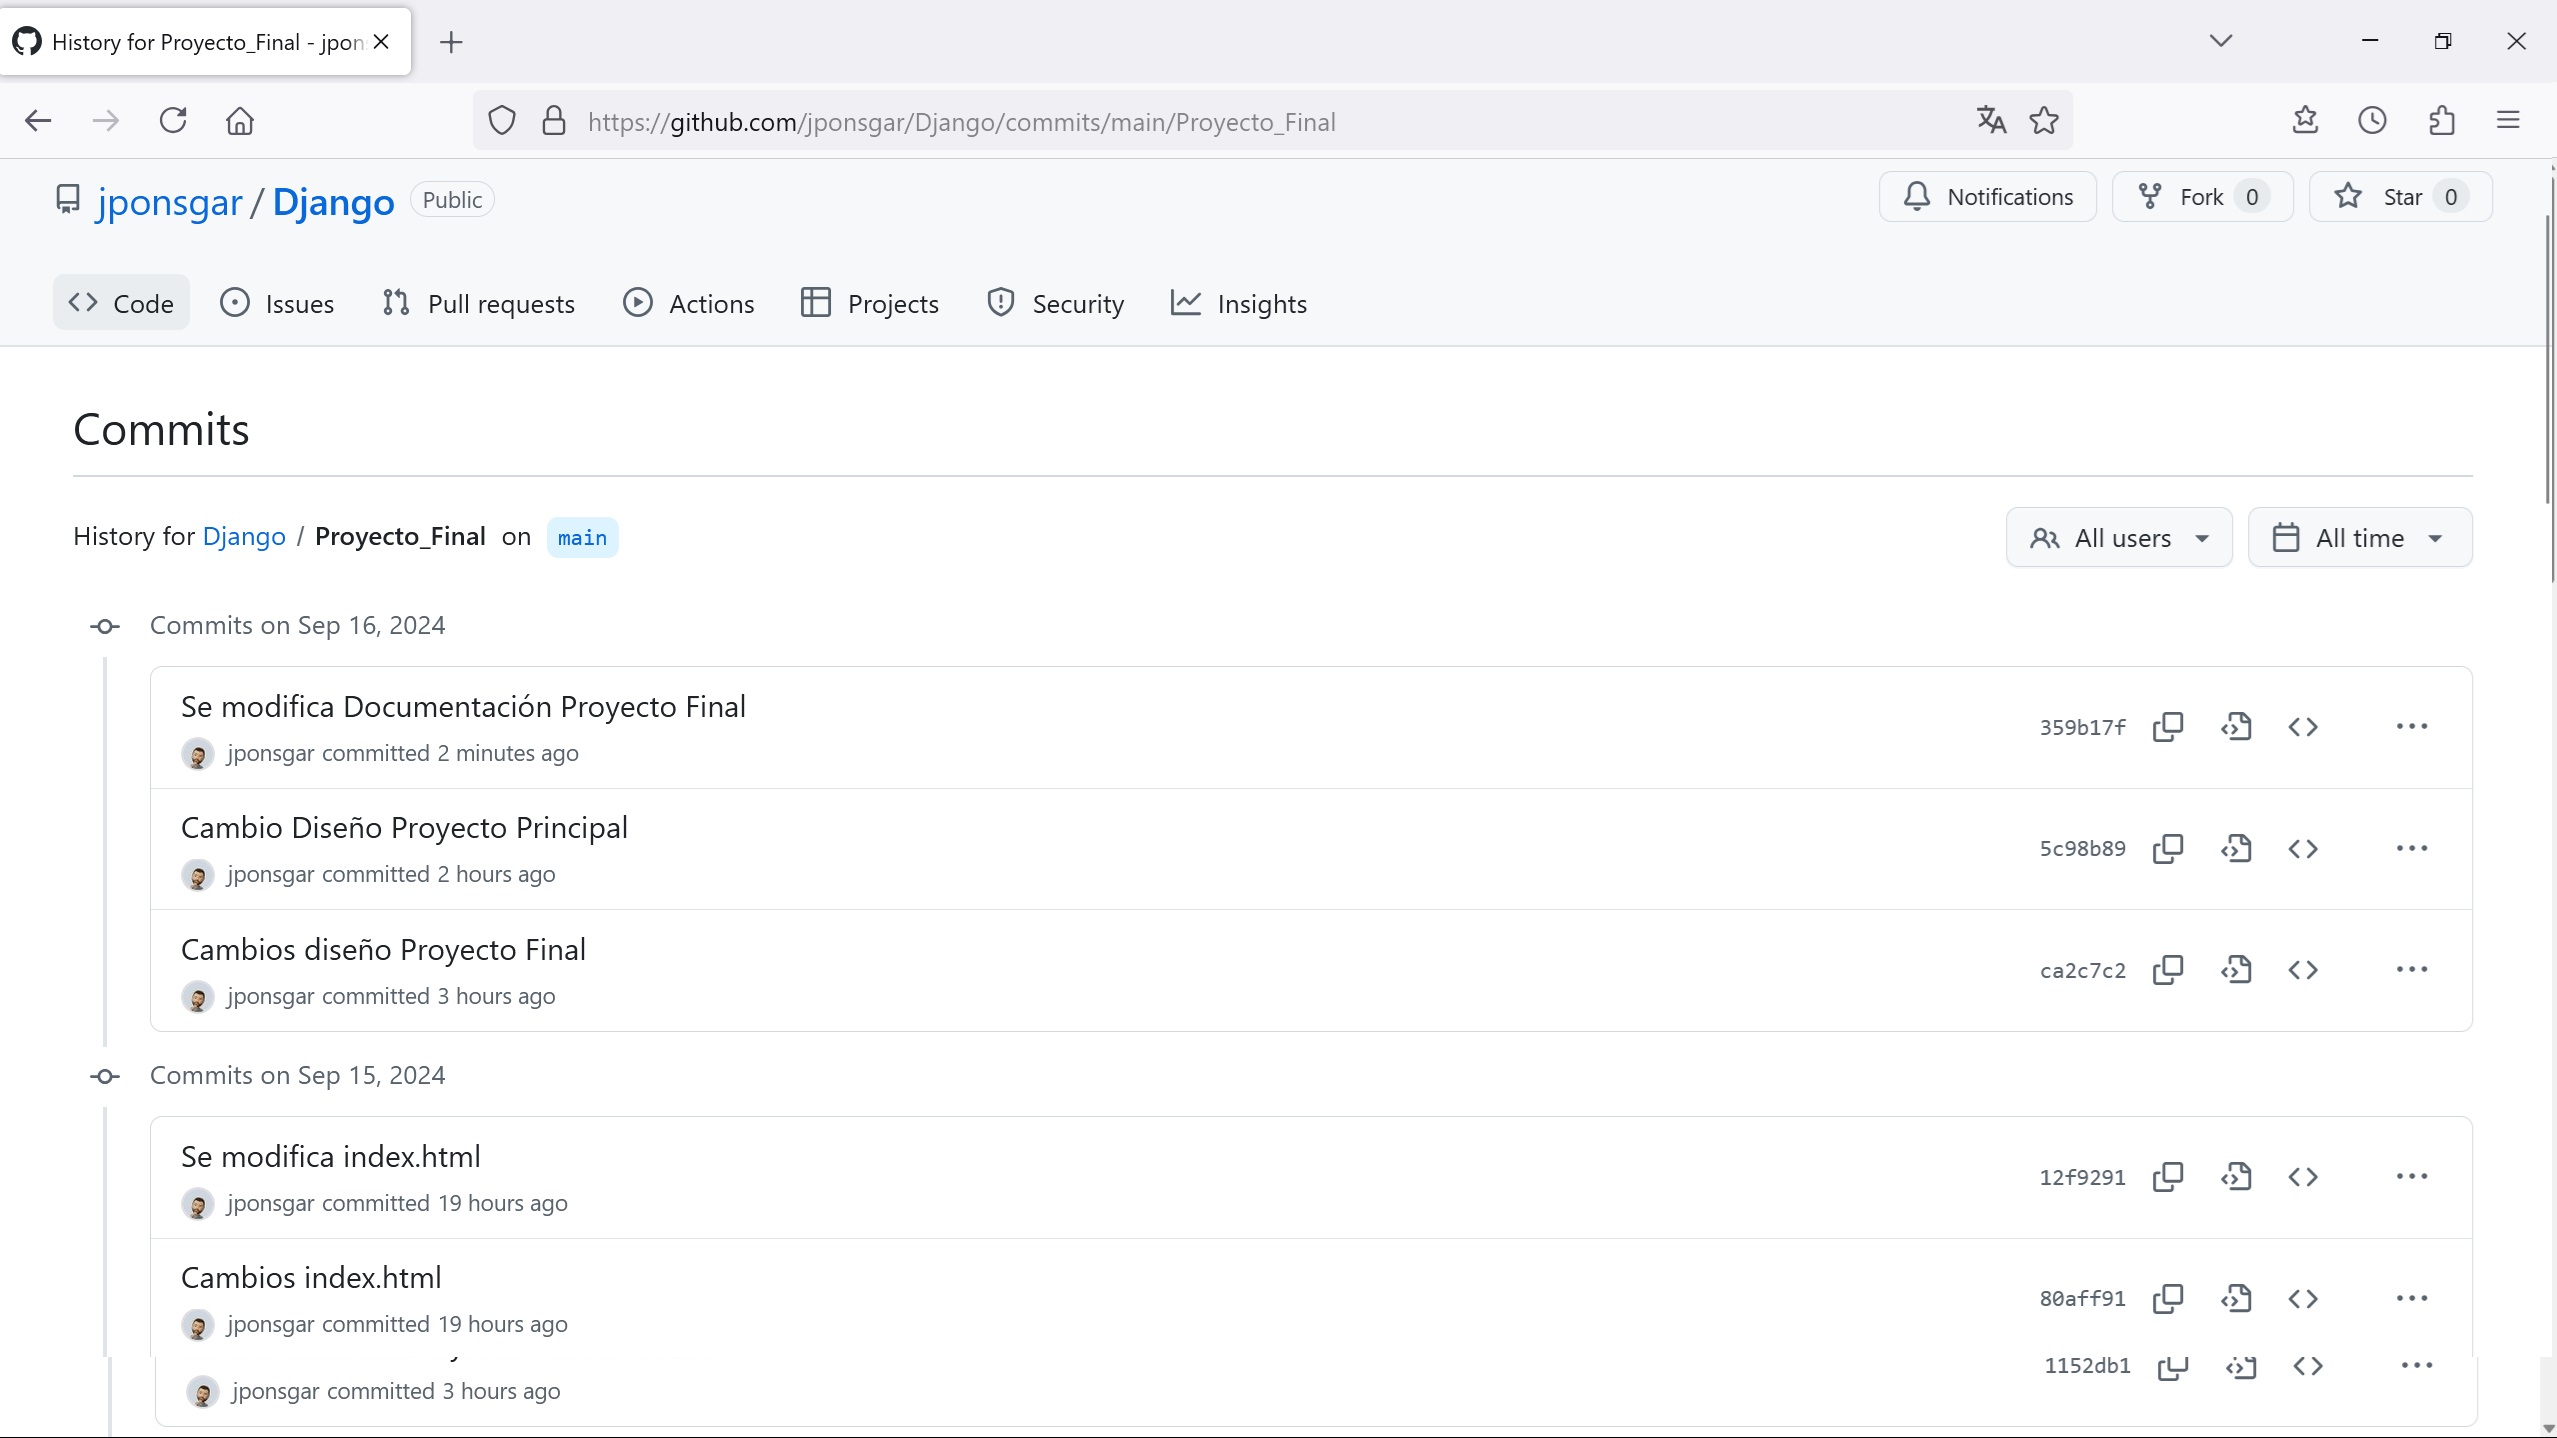 History for Proyecto_Final - jpon
https://github.com/jponsgar/Django/commits/main/Proyecto_Final
jponsgar / Django Public
Notifications Fork 0 Star 0
Code Issues Pull requests Actions Projects Security Insights
Commits
History for Django / Proyecto_Final on main
All users All time
Commits on Sep 16, 2024
Se modifica Documentación Proyecto Final
359b17f
jponsgar committed 2 minutes ago
Cambio Diseño Proyecto Principal
5c98b89
jponsgar committed 2 hours ago
Cambios diseño Proyecto Final
ca2c7c2
jponsgar committed 3 hours ago
Commits on Sep 15, 2024
Se modifica index.html
12f9291
jponsgar committed 19 hours ago
Cambios index.html
80aff91
jponsgar committed 19 hours ago
1152db1
jponsgar committed 3 hours ago